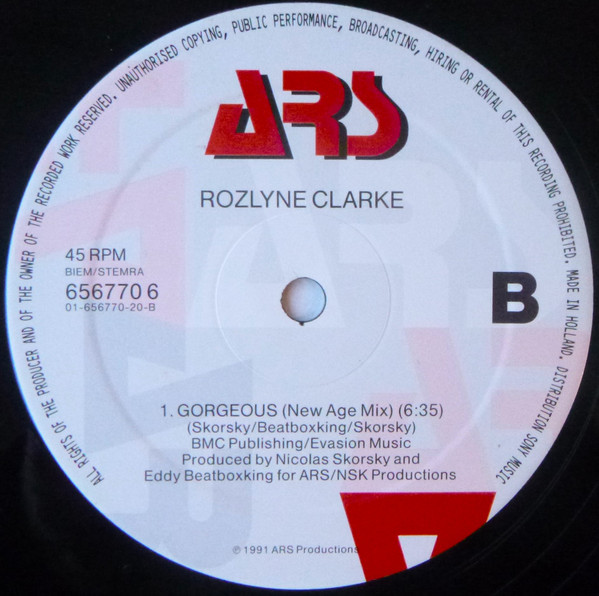 ALL RIGHTS OF THE PRODUCER AND OF THE OWNER OF THE RECORDED WORK RESERVED. UNAUTHORISED COPYING, PUBLIC PERFORMANCE, BROADCASTING, HIRING OR RENTAL OF THIS RECORDING PROHIBITED. MADE IN HOLLAND. DISTRIBUTION SONY MUSIC
ARS
ROZLYNE CLARKE
45 RPM
BIEM/STEMRA
656770 6
01-656770-20-B
B
1. GORGEOUS (New Age Mix) (6:35)
(Skorsky/Beatboxking/Skorsky)
BMC Publishing/Evasion Music
Produced by Nicolas Skorsky and
Eddy Beatboxking for ARS/NSK Productions
℗ 1991 ARS Productions